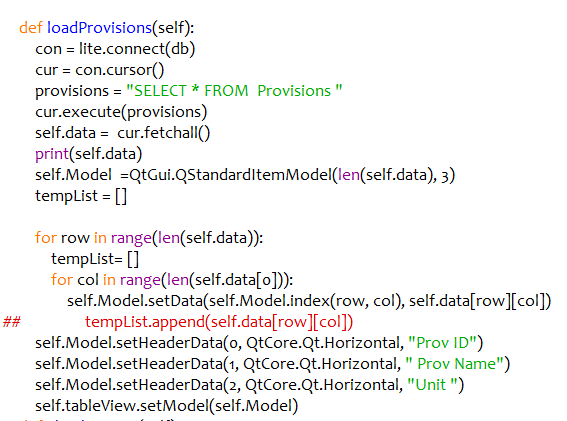 def loadProvisions(self):
    con = lite.connect(db)
    cur = con.cursor()
    provisions = "SELECT * FROM  Provisions "
    cur.execute(provisions)
    self.data =  cur.fetchall()
    print(self.data)
    self.Model  =QtGui.QStandardItemModel(len(self.data), 3)
    tempList = []
    for row in range(len(self.data)):
        tempList= []
        for col in range(len(self.data[0])):
            self.Model.setData(self.Model.index(row, col), self.data[row][col])
##            tempList.append(self.data[row][col])
    self.Model.setHeaderData(0, QtCore.Qt.Horizontal, "Prov ID")
    self.Model.setHeaderData(1, QtCore.Qt.Horizontal, " Prov Name")
    self.Model.setHeaderData(2, QtCore.Qt.Horizontal, "Unit ")
    self.tableView.setModel(self.Model)